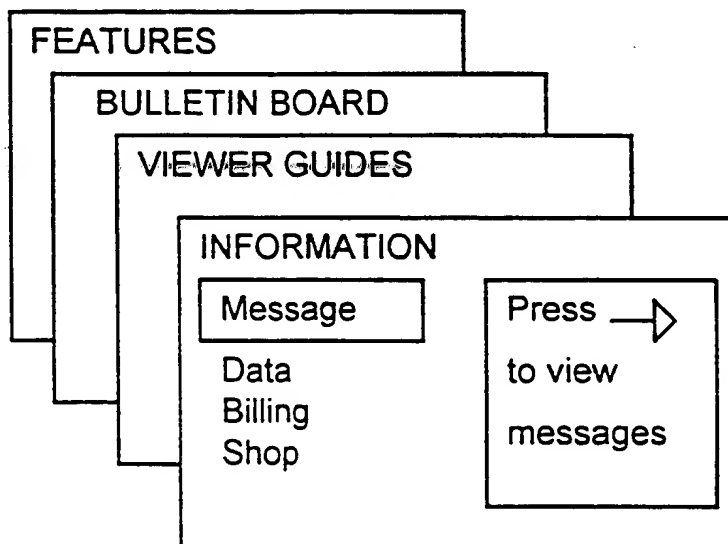 FEATURES
BULLETIN BOARD
VIEWER GUIDES
INFORMATION
Message
Data
Billing
Shop
Press
to view
messages